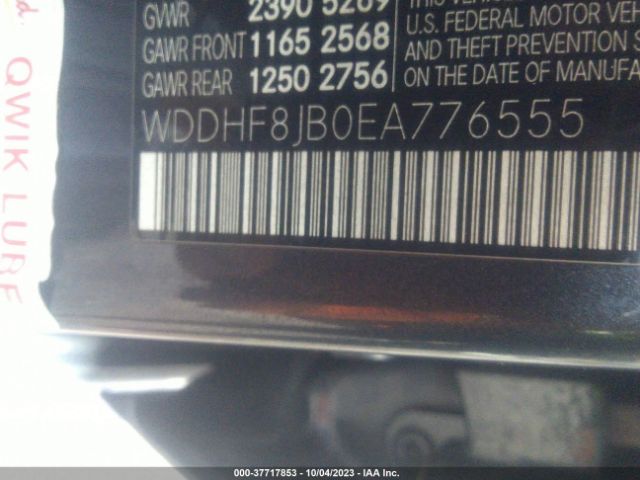 GVWR 2390 5269
GAWR FRONT 1165 2568
GAWR REAR 1250 2756
U.S. FEDERAL MOTOR VEH
AND THEFT PREVENTION S
ON THE DATE OF MANUFA
WDDHF8JB0EA776555
QWIK LUBE
000-37717853 - 10/04/2023 - IAA Inc.